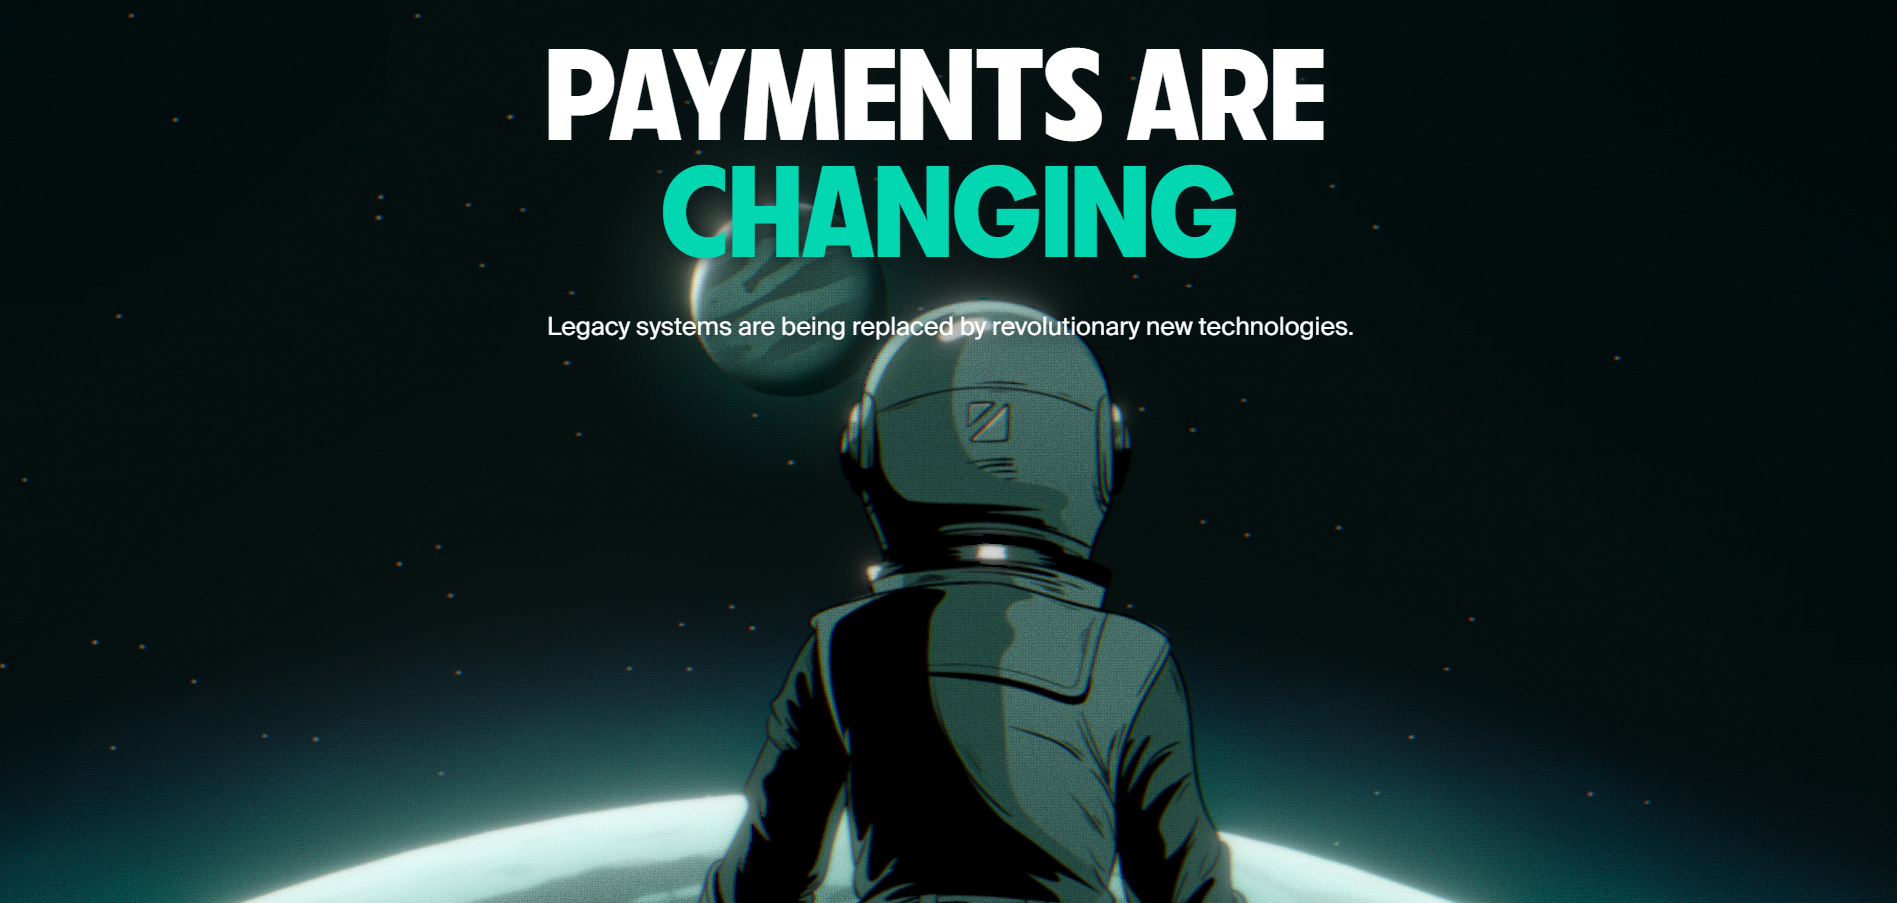 PAYMENTS ARE
CHANGING
Legacy systems are being replaced by revolutionary new technologies.